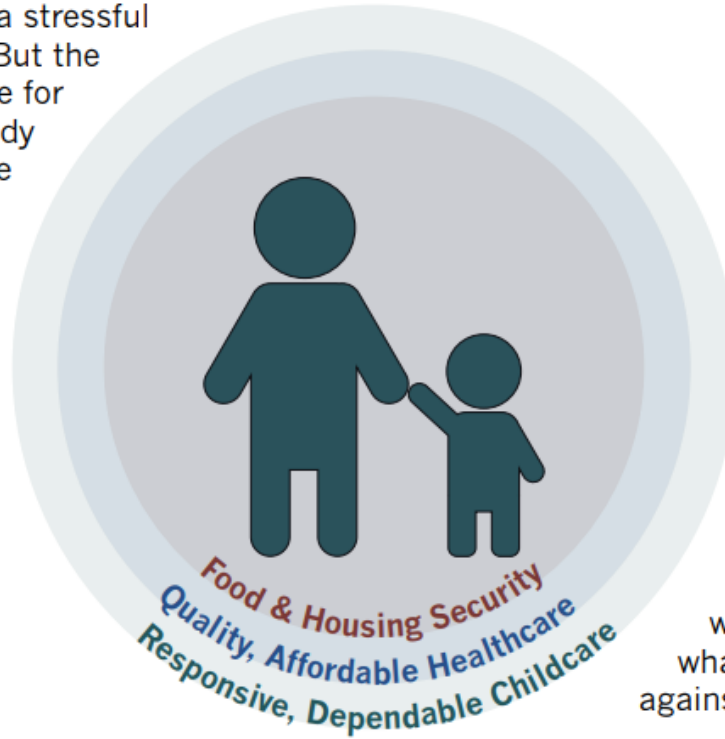 a stressful
But the
e for
dy
e
Food & Housing Security
Quality, Affordable Healthcare
Responsive, Dependable Childcare
w
wha
agains